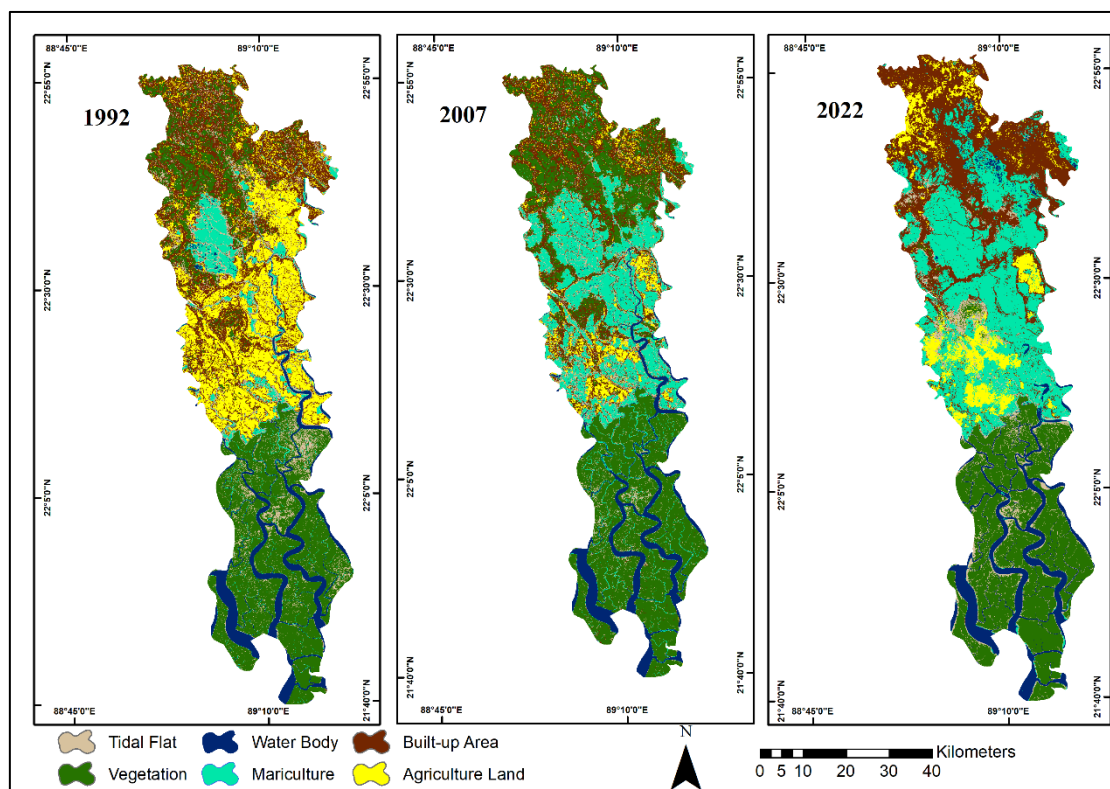 88°45'0"E 89°10'0"E
88°45'0"E 89°10'0"E
88°45'0"E 89°10'0"E
22°55'0"N 22°55'0"N 22°55'0"N 22°55'0"N
1992
2007
2022
22°30'0"N 22°30'0"N 22°30'0"N 22°30'0"N
22°5'0"N 22°5'0"N 22°5'0"N 22°5'0"N
21°40'0"N 21°40'0"N 21°40'0"N
88°45'0"E 89°10'0"E
88°45'0"E 89°10'0"E
88°45'0"E 89°10'0"E
Tidal Flat Water Body Built-up Area
Vegetation Mariculture Agriculture Land
N
Kilometers
0 5 10 20 30 40